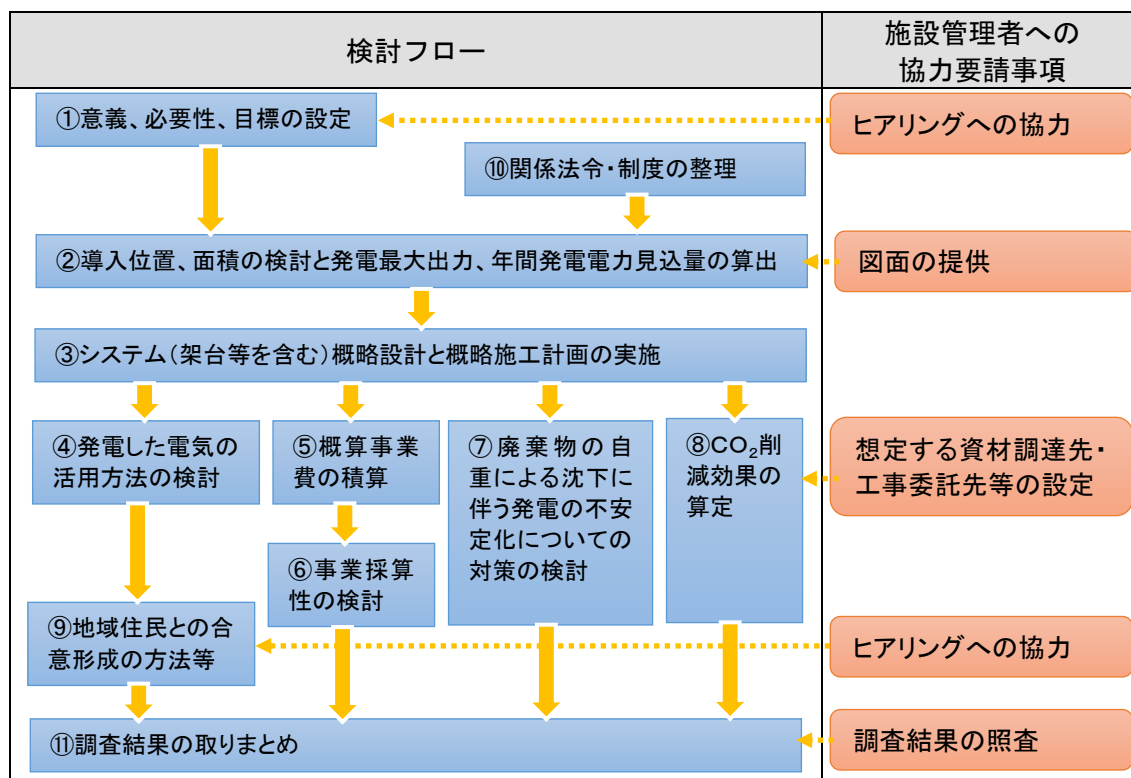 検討フロー
施設管理者への
協力要請事項
①意義、必要性、目標の設定
ヒアリングへの協力
⑩関係法令・制度の整理
②導入位置、面積の検討と発電最大出力、年間発電電力見込量の算出
図面の提供
③システム（架台等を含む）概略設計と概略施工計画の実施
④発電した電気の
活用方法の検討
⑤概算事業
費の積算
⑦廃棄物の自
重による沈下に
伴う発電の不安
定化についての
対策の検討
⑧CO₂削
減効果の
算定
想定する資材調達先・
工事委託先等の設定
⑥事業採算
性の検討
⑨地域住民との合
意形成の方法等
ヒアリングへの協力
⑪調査結果の取りまとめ
調査結果の照査